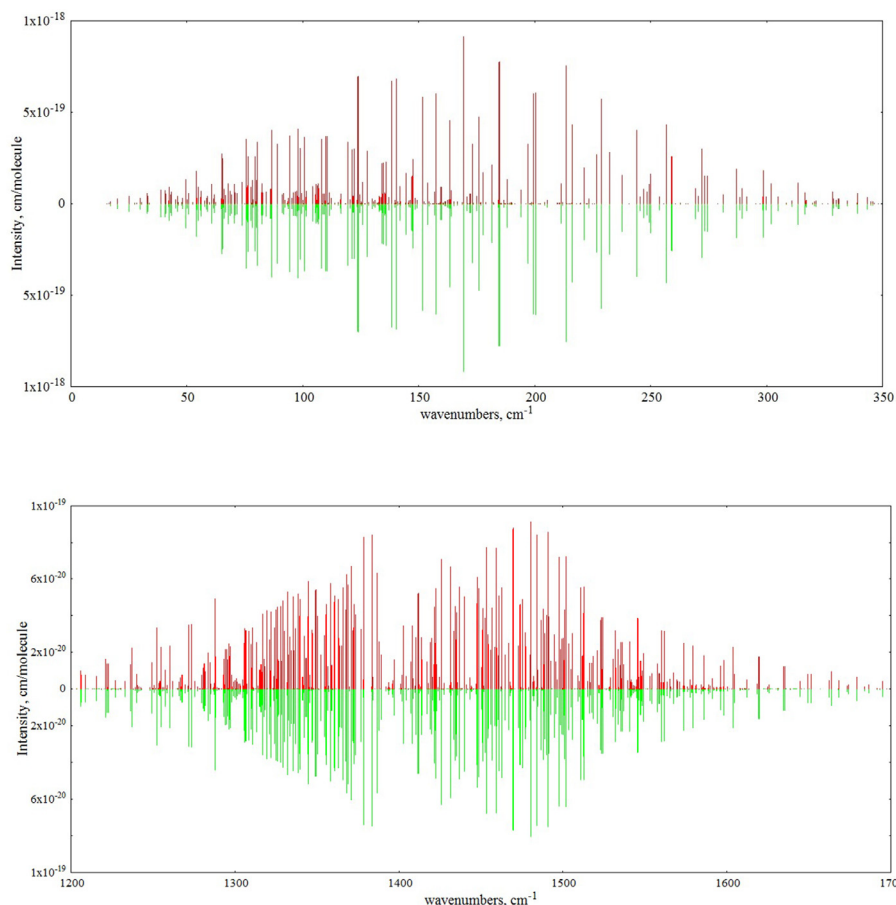 1x10-18
5x10-19
0
5x10-19
1x10-18
Intensity, cm/molecule
0 50 100 150 200 250 300 350
wavenumbers, cm-1
1x10-19
6x10-20
2x10-20
0
2x10-20
6x10-20
1x10-19
Intensity, cm/molecule
1200 1300 1400 1500 1600 170
wavenumbers, cm-1